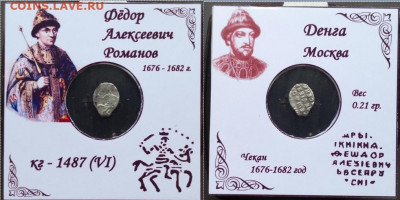 COINS.LAVE.RU
Фёдор
Алексеевич
Романов
1676 - 1682 г.
кг - 1487 (VI)
Денга
Москва
Вес
0.21 гр.
Чекан
1676-1682 год